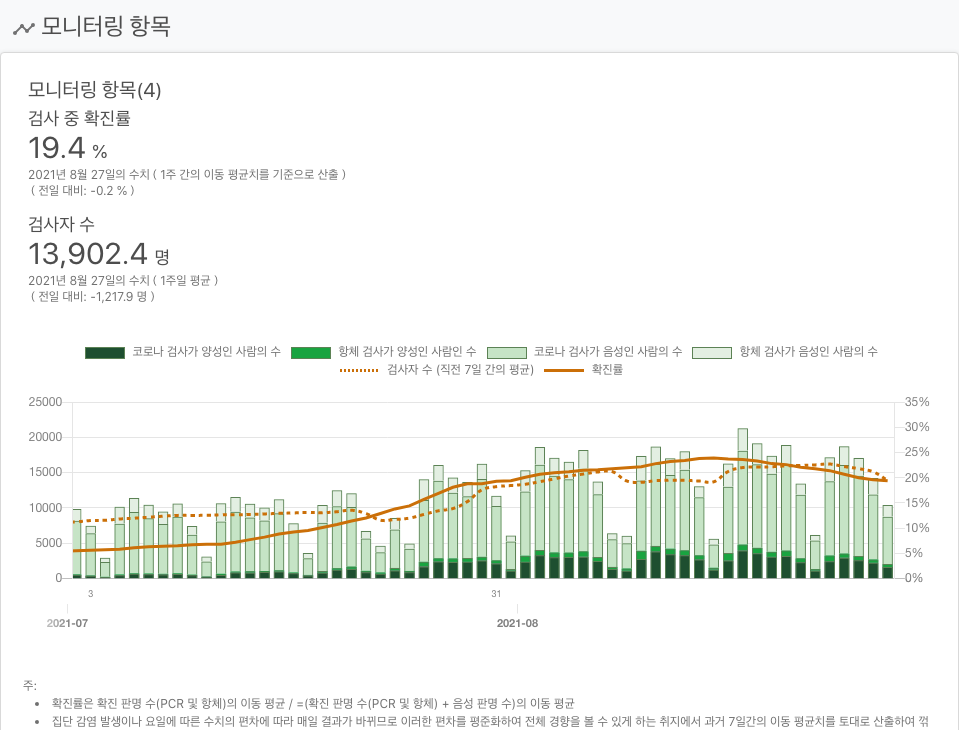 모니터링 항목
모니터링 항목(4)
검사 중 확진률
19.4 %
2021년 8월 27일의 수치 ( 1주 간의 이동 평균치를 기준으로 산출 )
( 전일 대비: -0.2 % )
검사자 수
13,902.4 명
2021년 8월 27일의 수치 ( 1주일 평균 )
( 전일 대비: -1,217.9 명 )
코로나 검사가 양성인 사람의 수 항체 검사가 양성인 사람인 수 코로나 검사가 음성인 사람의 수 항체 검사가 음성인 사람의 수
검사자 수 (직전 7일 간의 평균) 확진률
25000 35%
30%
20000
25%
15000
20%
15%
10000
10%
5000
5%
0 0%
3 31
2021-07 2021-08
주:
• 확진률은 확진 판명 수(PCR 및 항체)의 이동 평균 / =(확진 판명 수(PCR 및 항체) + 음성 판명 수)의 이동 평균
• 집단 감염 발생이나 요일에 따른 수치의 편차에 따라 매일 결과가 바뀌므로 이러한 편차를 평준화하여 전체 경향을 볼 수 있게 하는 취지에서 과거 7일간의 이동 평균치를 토대로 산출하여 꺾